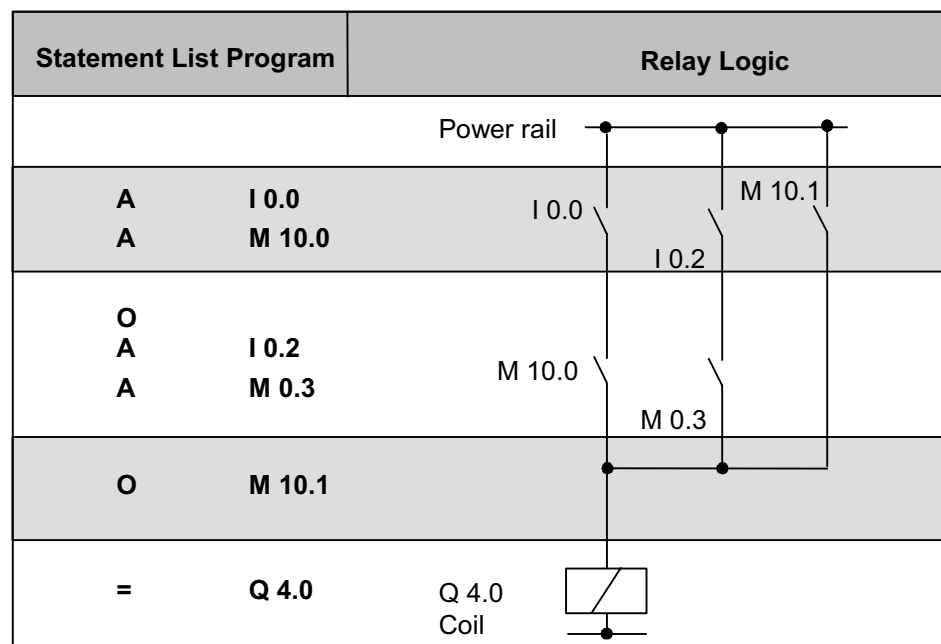 Statement List Program
Relay Logic
Power rail
A I 0.0
A M 10.0
I 0.0
M 10.1
I 0.2
O
A I 0.2
A M 0.3
M 10.0
M 0.3
O M 10.1
= Q 4.0
Q 4.0
Coil